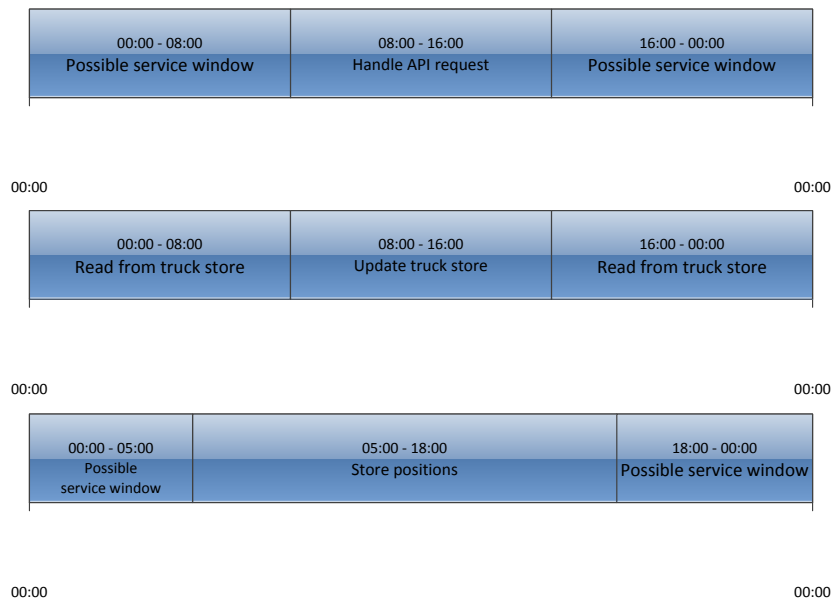 00:00 - 08:00 08:00 - 16:00 16:00 - 00:00
Possible service window Handle API request Possible service window
00:00 00:00
00:00 - 08:00 08:00 - 16:00 16:00 - 00:00
Read from truck store Update truck store Read from truck store
00:00 00:00
00:00 - 05:00 05:00 - 18:00 18:00 - 00:00
Possible Store positions Possible service window
service window
00:00 00:00